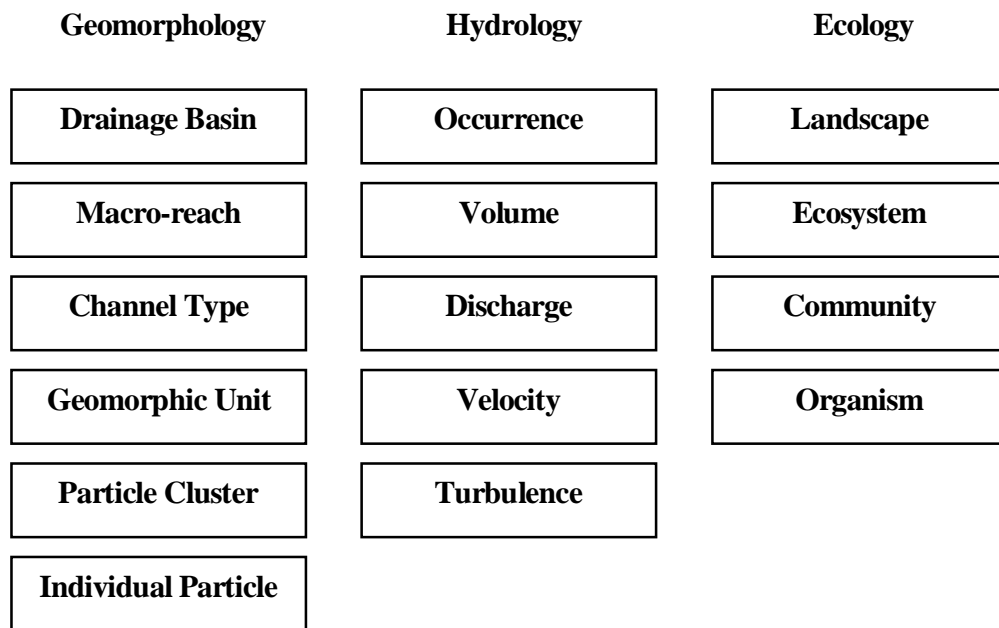 Geomorphology Hydrology Ecology
Drainage Basin Occurrence Landscape
Macro-reach Volume Ecosystem
Channel Type Discharge Community
Geomorphic Unit Velocity Organism
Particle Cluster Turbulence
Individual Particle